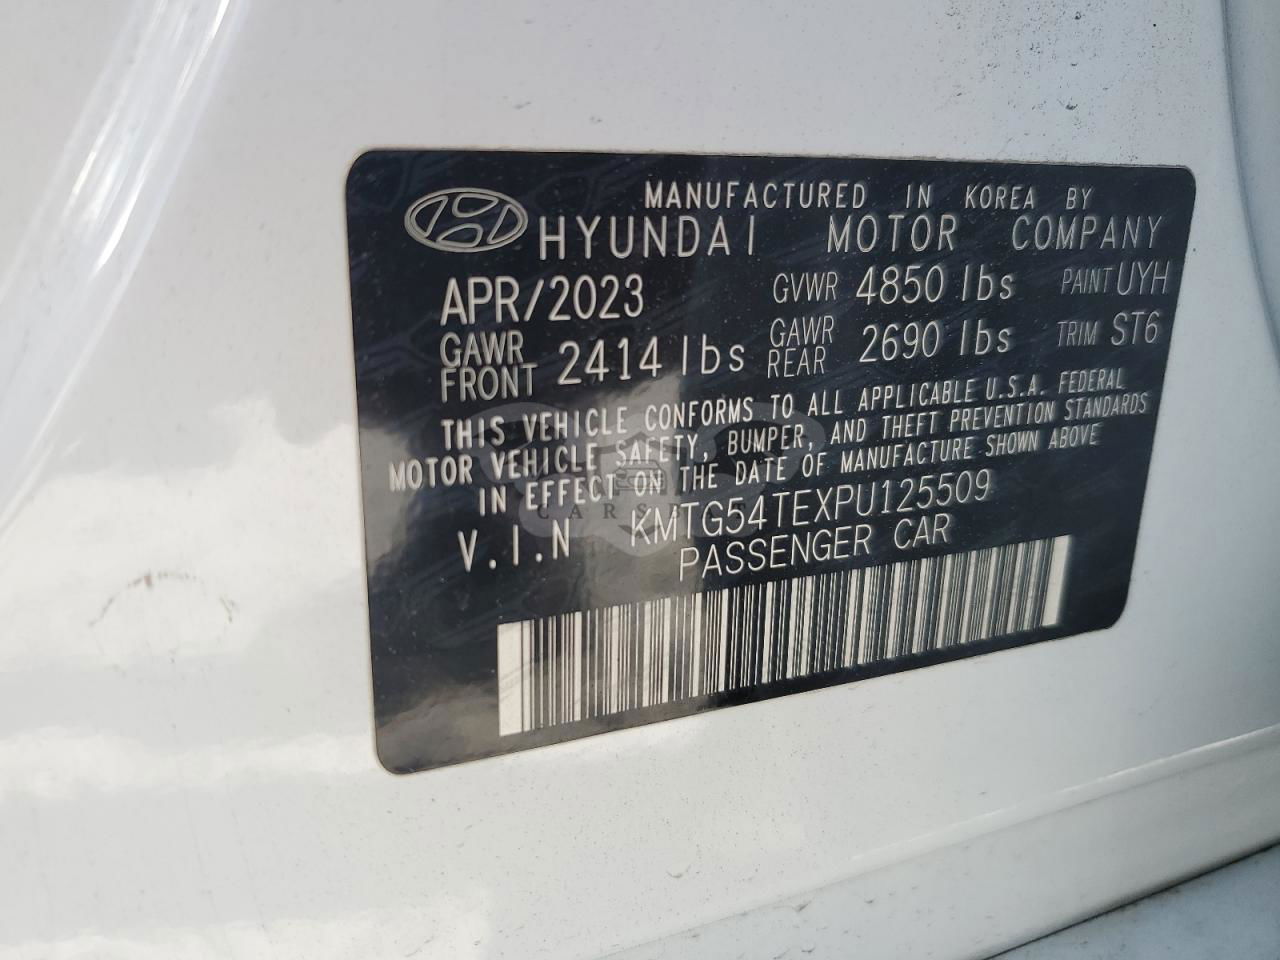 MANUFACTURED IN KOREA BY
HYUNDAI MOTOR COMPANY
APR/2023 GVWR 4850 lbs PAINT UYH
GAWR FRONT 2414 lbs GAWR REAR 2690 lbs TRIM ST6
THIS VEHICLE CONFORMS TO ALL APPLICABLE U.S.A. FEDERAL
MOTOR VEHICLE SAFETY, BUMPER, AND THEFT PREVENTION STANDARDS
IN EFFECT ON THE DATE OF MANUFACTURE SHOWN ABOVE
V.I.N KMTG54TEXPU125509
PASSENGER CAR